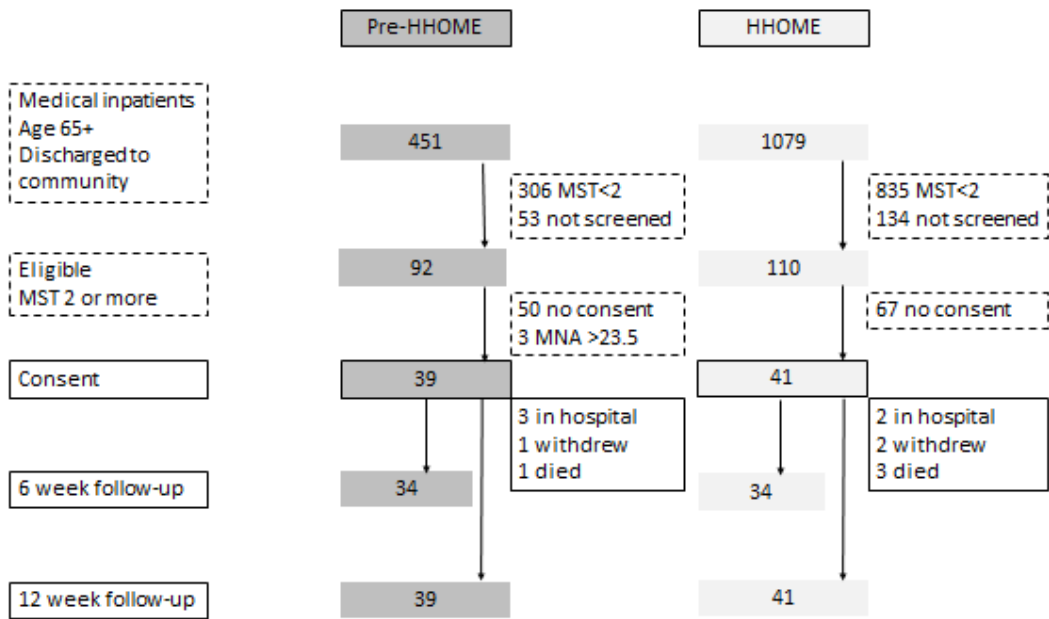 Pre-HHOME
HHOME
Medical inpatients
Age 65+
Discharged to
community
451
1079
306 MST<2
53 not screened
835 MST<2
134 not screened
Eligible
MST 2 or more
92
110
50 no consent
3 MNA >23.5
67 no consent
Consent
39
41
3 in hospital
1 withdrew
1 died
2 in hospital
2 withdrew
3 died
6 week follow-up
34
34
12 week follow-up
39
41